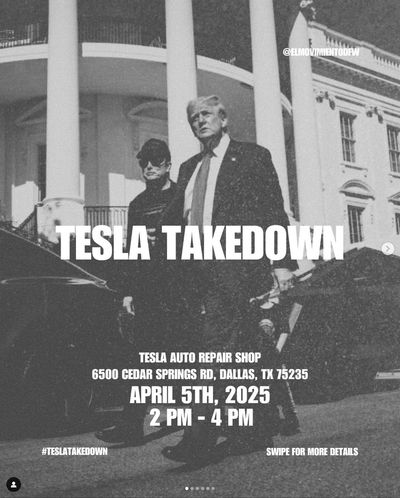 @ELMOVIMIENTODFW
TESLA TAKEDOWN
TESLA AUTO REPAIR SHOP
6500 CEDAR SPRINGS RD, DALLAS, TX 75235
APRIL 5TH, 2025
2 PM - 4 PM
#TESLATAKEDOWN
SWIPE FOR MORE DETAILS